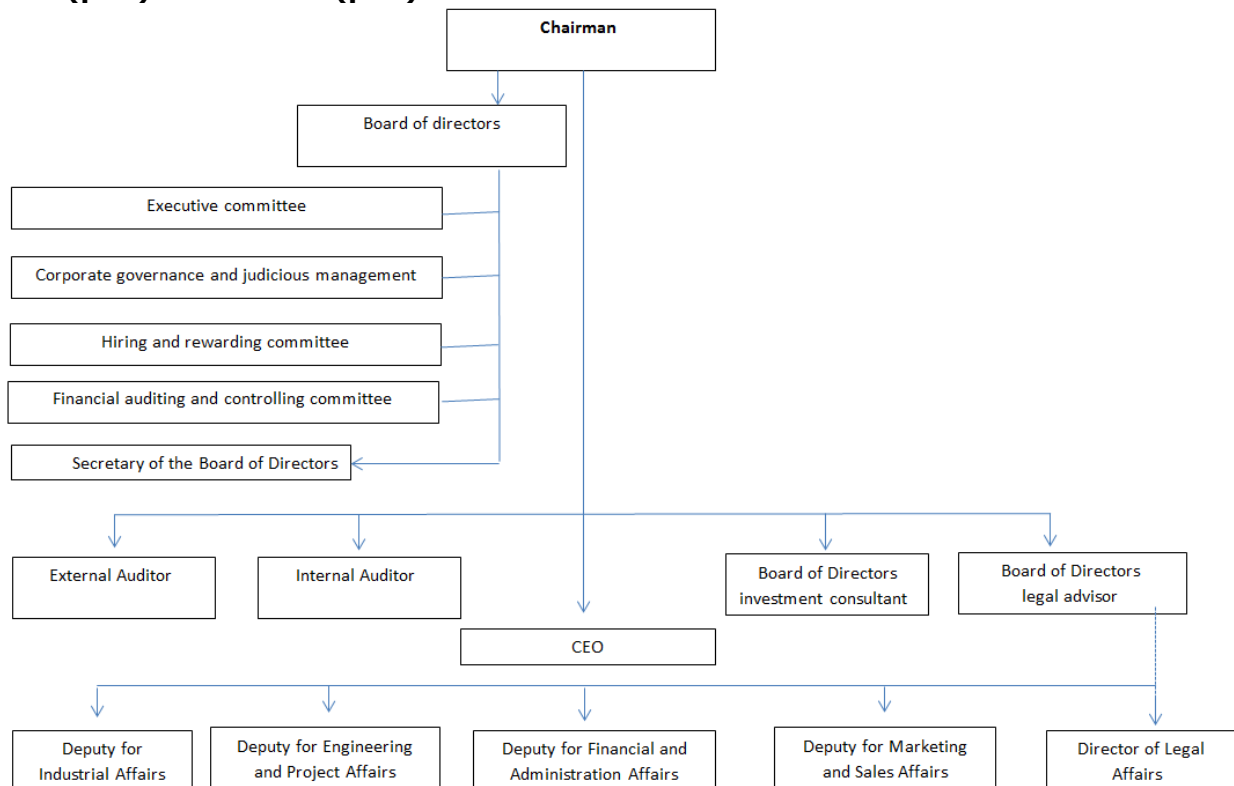 Chairman
Board of directors
Executive committee
Corporate governance and judicious management
Hiring and rewarding committee
Financial auditing and controlling committee
Secretary of the Board of Directors
External Auditor
Internal Auditor
Board of Directors
investment consultant
Board of Directors
legal advisor
CEO
Deputy for
Industrial Affairs
Deputy for Engineering
and Project Affairs
Deputy for Financial and
Administration Affairs
Deputy for Marketing
and Sales Affairs
Director of Legal
Affairs